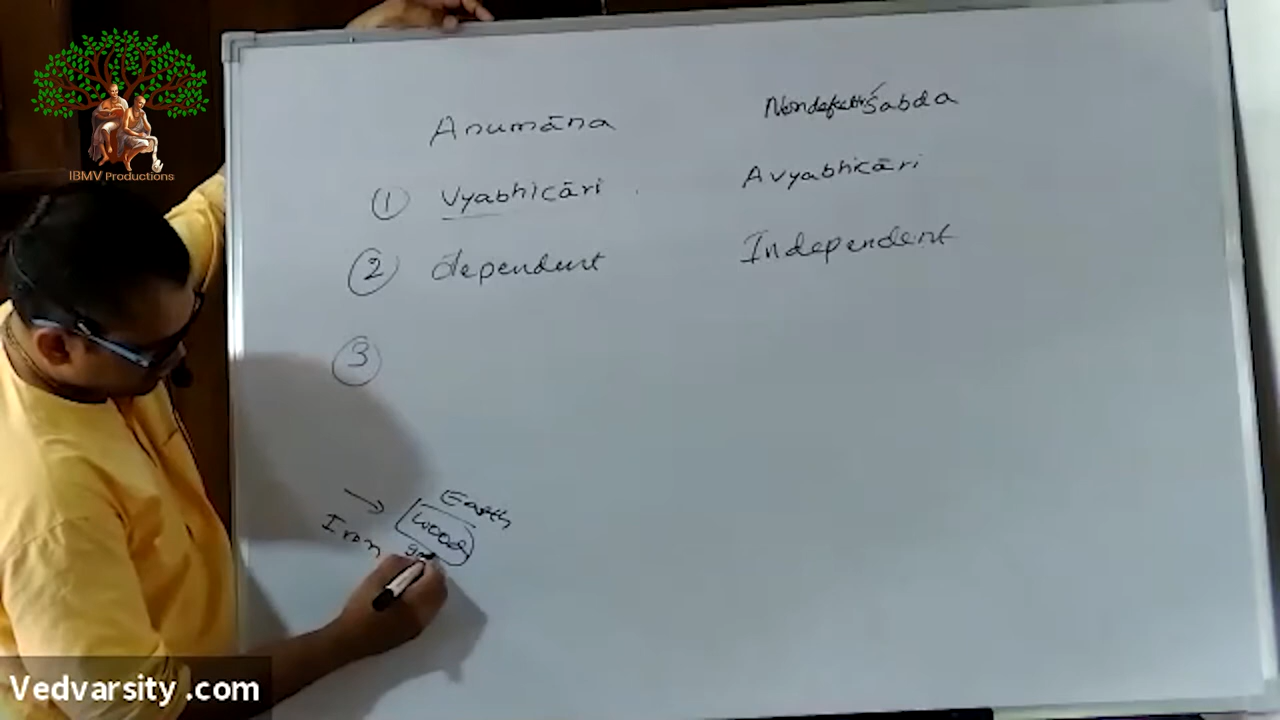 IBMV Productions
Anumāna
Nondefective Śabda
① Vyabhicāri
Avyabhicāri
② dependent
Independent
③
Earth
Wood
Iron
Vedvarsity .com